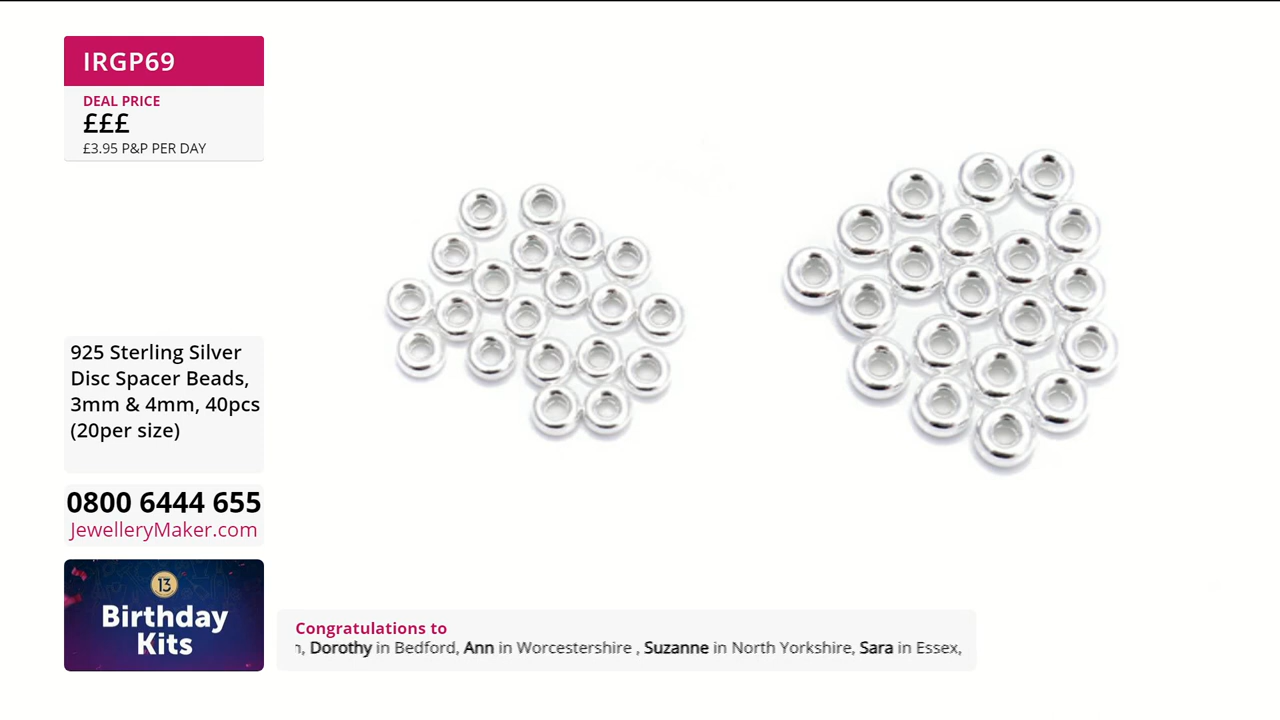 IRGP69
DEAL PRICE
£££
£3.95 P&P PER DAY
925 Sterling Silver
Disc Spacer Beads,
3mm & 4mm, 40pcs
(20per size)
0800 6444 655
JewelleryMaker.com
13
Birthday
Kits
Congratulations to
Dorothy in Bedford, Ann in Worcestershire , Suzanne in North Yorkshire, Sara in Essex,